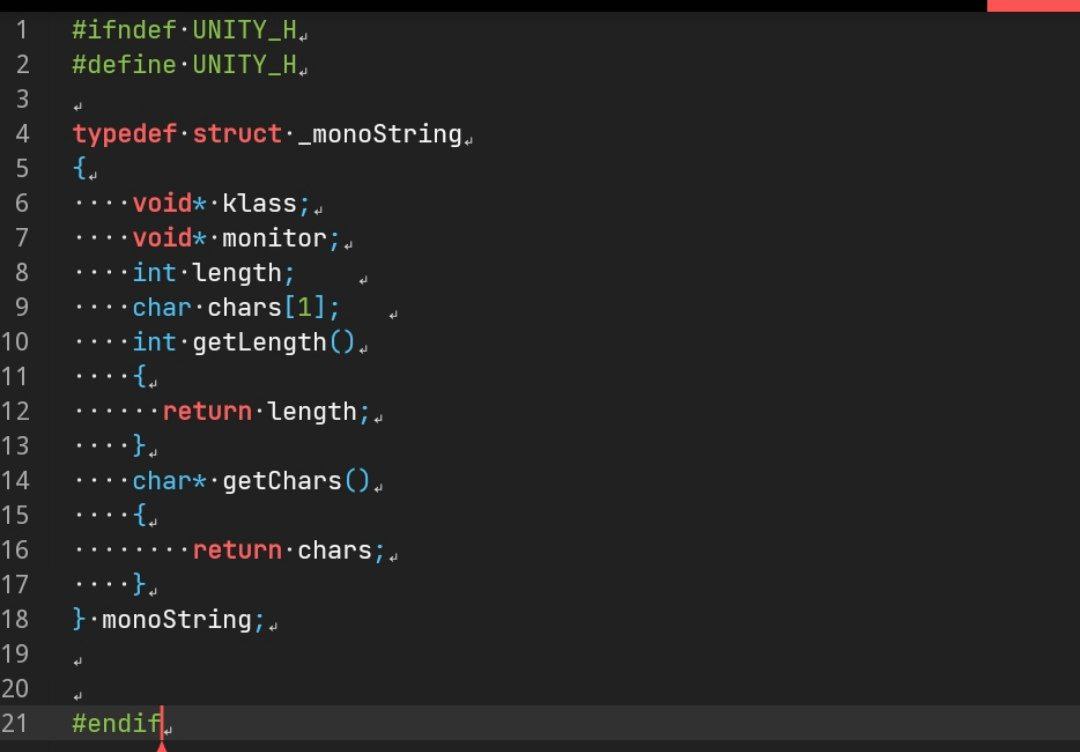 1 #ifndef UNITY_H
2 #define UNITY_H
3
4 typedef struct _monoString
5 {
6     void* klass;
7     void* monitor;
8     int length;
9     char chars[1];
10     int getLength()
11     {
12       return length;
13     }
14     char* getChars()
15     {
16         return chars;
17     }
18 } monoString;
19
20
21 #endif